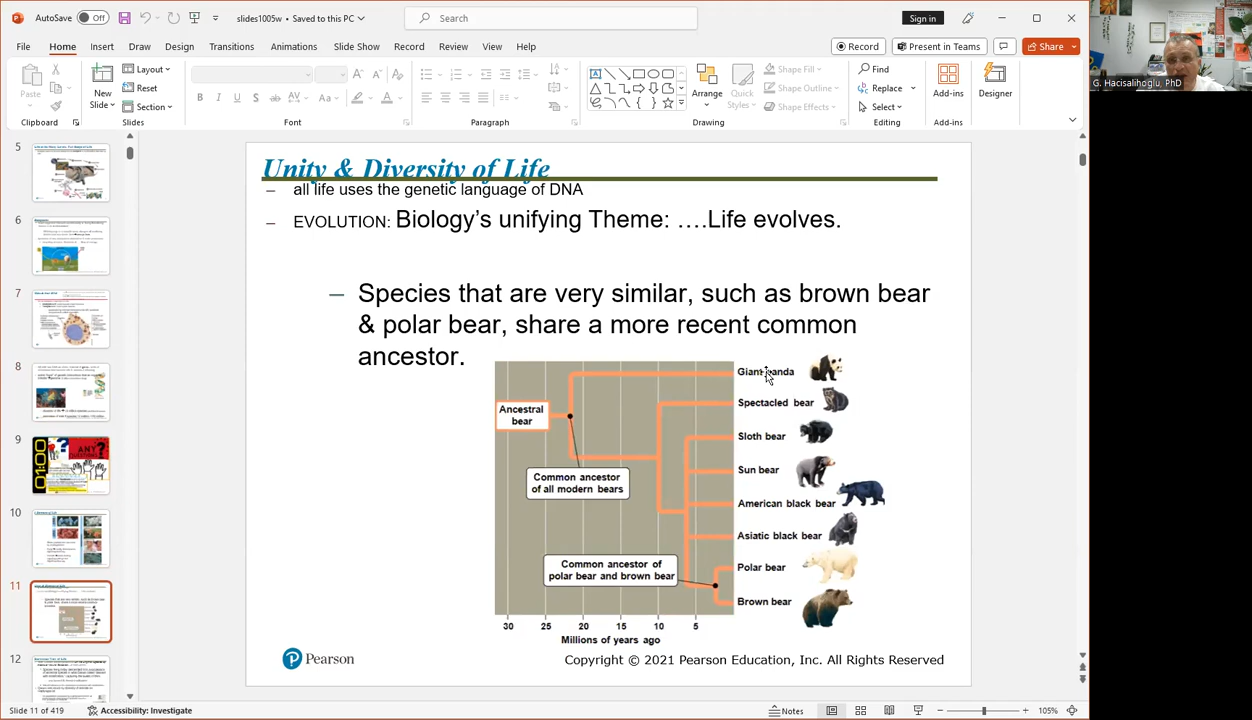 AutoSave Off slides1005w • Saved to this PC Search Sign in
File Home Insert Draw Design Transitions Animations Slide Show Record Review View Help Record Present in Teams Share
Paste
New Slide
Layout
Reset
Section
B I U S ab AV Aa A
Arrange
Quick Styles
Shape Fill
Shape Outline
Shape Effects
Find
Replace
Select
Add-ins
Designer
Clipboard Slides Font Paragraph Drawing Editing Add-ins
G. Hacisalihoglu, PhD
5
6
7
8
9
01:00
ANY
10
11
12
Unity & Diversity of Life
– all life uses the genetic language of DNA
– EVOLUTION: Biology's unifying Theme: ….Life evolves.
– Species that are very similar, such as brown bear
& polar bear, share a more recent common
ancestor.
Giant panda
Spectacled bear
Ancestral
bear
Sloth bear
Sun bear
Common ancestor
of all modern bears
American black bear
Asiatic black bear
Common ancestor of
polar bear and brown bear
Polar bear
Brown bear
30 25 20 15 10 5
Millions of years ago
P Pearson
Copyright © 2021 Pearson Education, Inc. All Rights Reserved
Slide 11 of 419 Accessibility: Investigate Notes 105%